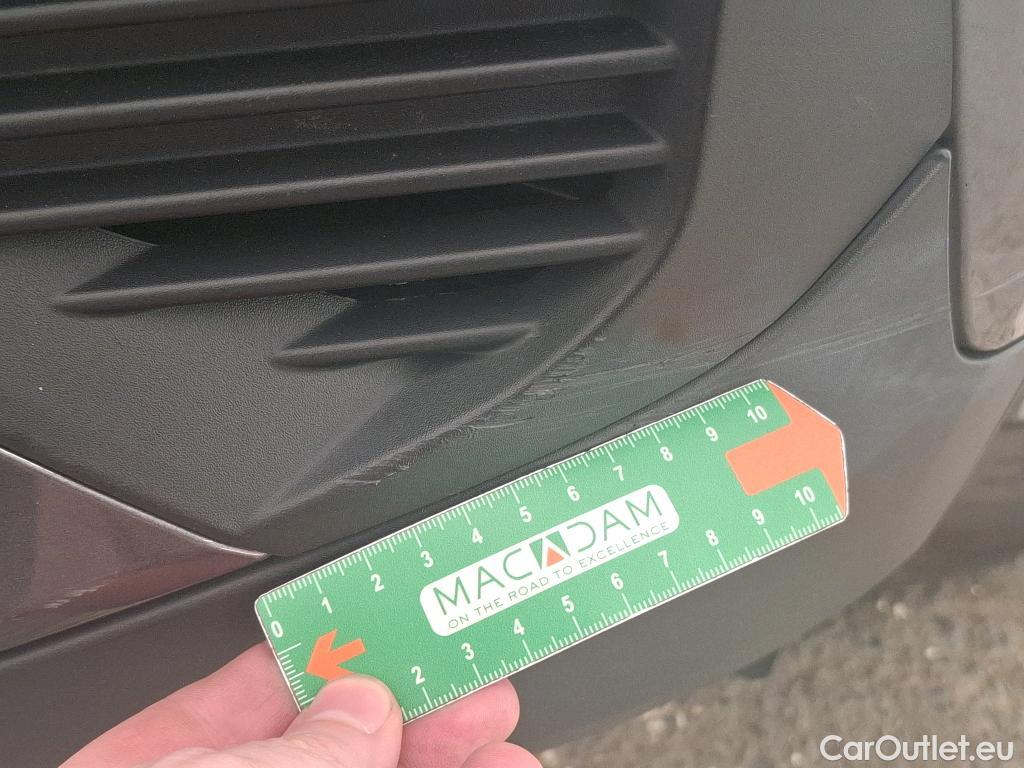 0 1 2 3 4 5 6 7 8 9 10
MACADAM
ON THE ROAD TO EXCELLENCE
2 3 4 5 6 7 8 9 10
CarOutlet.eu